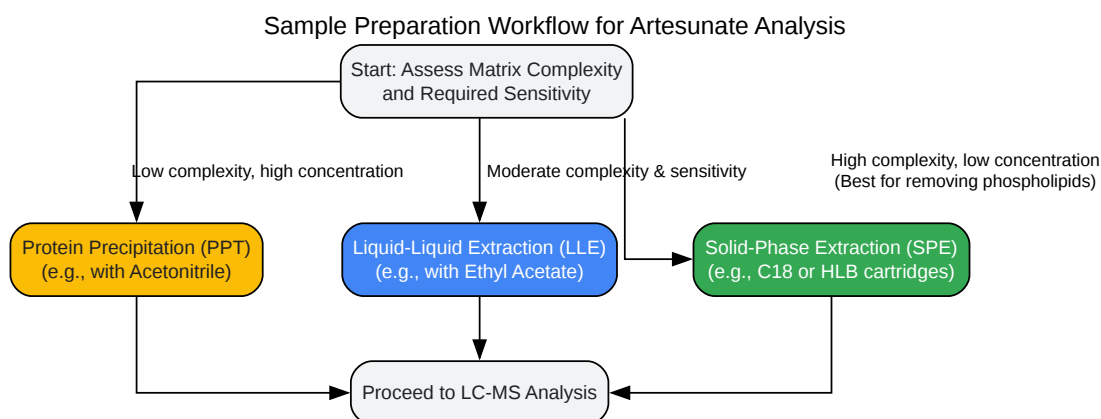 Sample Preparation Workflow for Artesunate Analysis
Start: Assess Matrix Complexity
and Required Sensitivity
Low complexity, high concentration
Moderate complexity & sensitivity
High complexity, low concentration
(Best for removing phospholipids)
Protein Precipitation (PPT)
(e.g., with Acetonitrile)
Liquid-Liquid Extraction (LLE)
(e.g., with Ethyl Acetate)
Solid-Phase Extraction (SPE)
(e.g., C18 or HLB cartridges)
Proceed to LC-MS Analysis